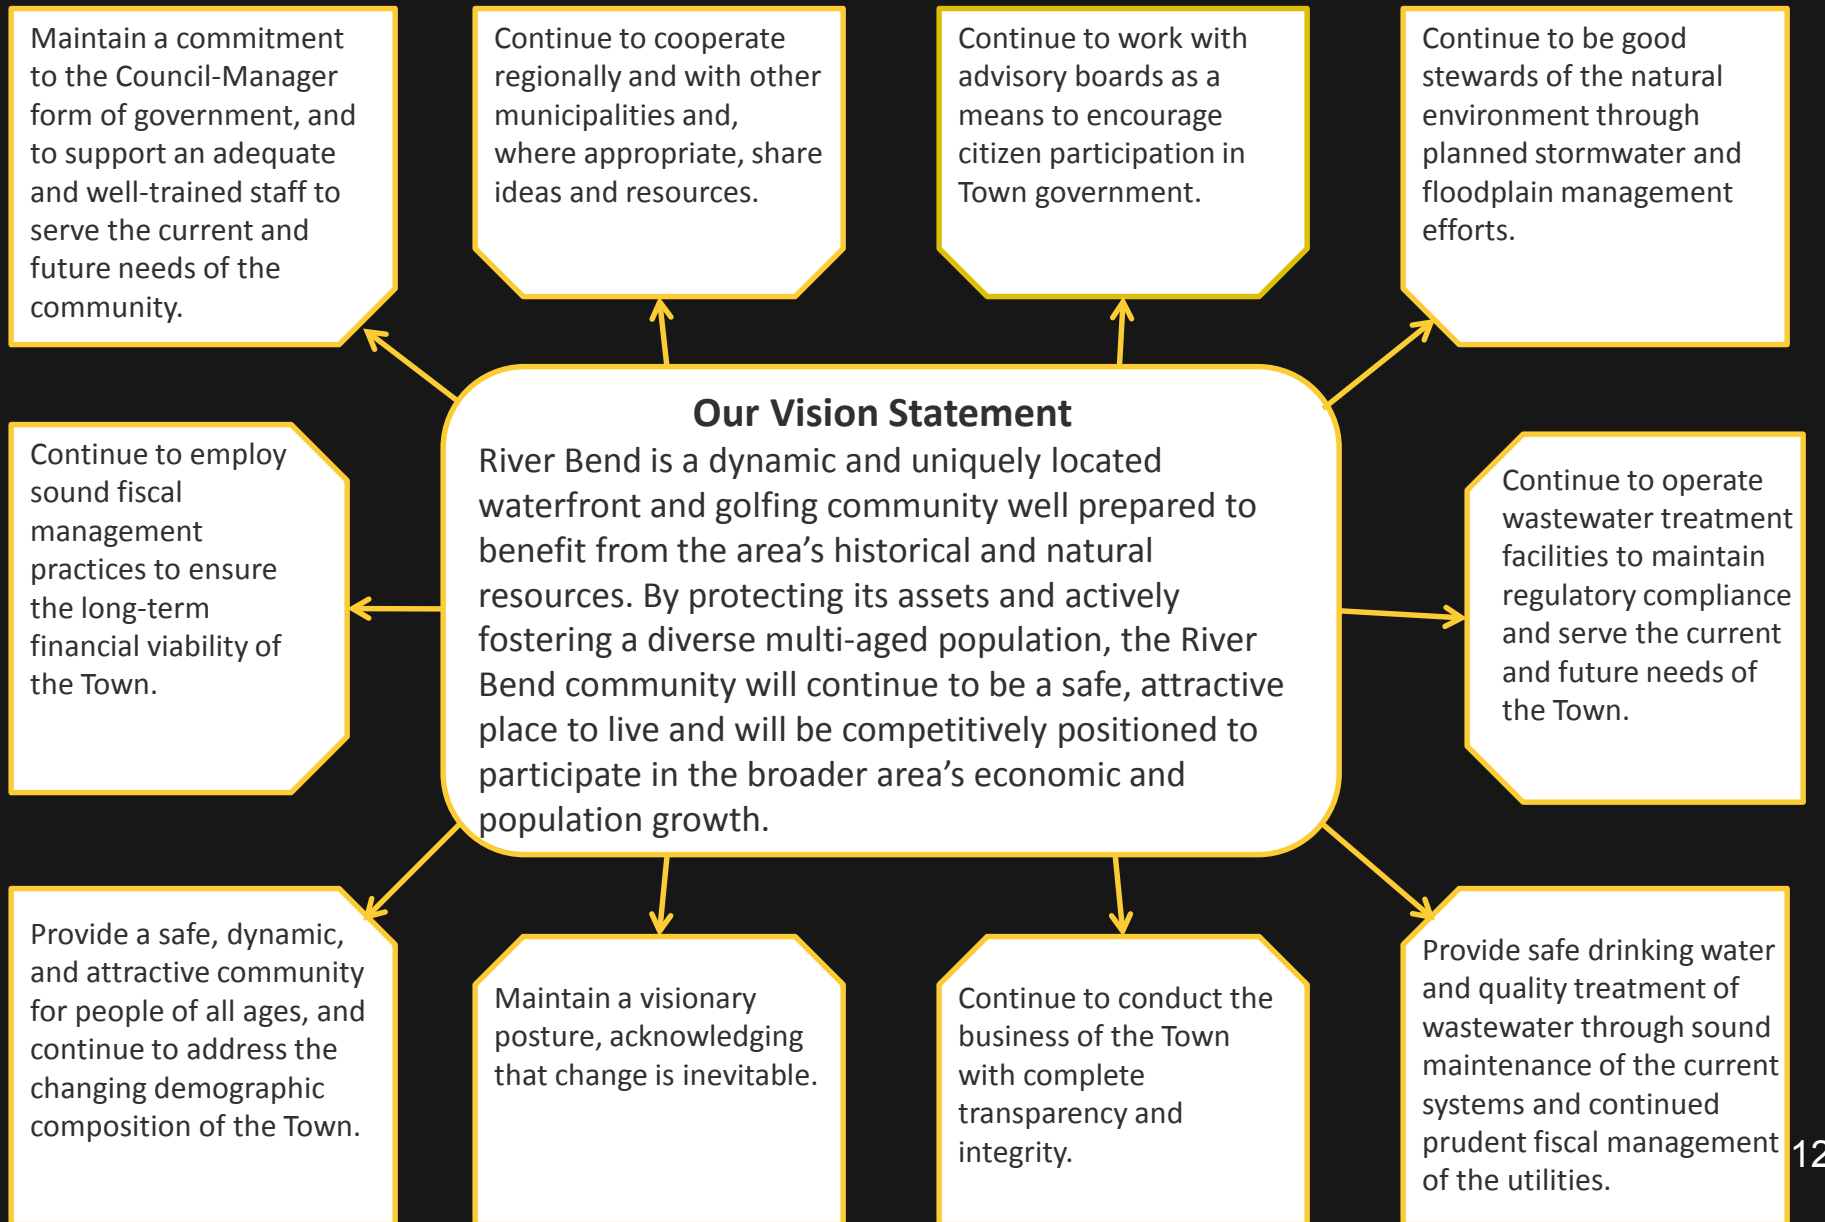 Maintain a commitment
to the Council-Manager
form of government, and
to support an adequate
and well-trained staff to
serve the current and
future needs of the
community.
Continue to cooperate
regionally and with other
municipalities and,
where appropriate, share
ideas and resources.
Continue to work with
advisory boards as a
means to encourage
citizen participation in
Town government.
Continue to be good
stewards of the natural
environment through
planned stormwater and
floodplain management
efforts.
Continue to employ
sound fiscal
management
practices to ensure
the long-term
financial viability of
the Town.
Our Vision Statement
River Bend is a dynamic and uniquely located
waterfront and golfing community well prepared to
benefit from the area’s historical and natural
resources. By protecting its assets and actively
fostering a diverse multi-aged population, the River
Bend community will continue to be a safe, attractive
place to live and will be competitively positioned to
participate in the broader area’s economic and
population growth.
Continue to operate
wastewater treatment
facilities to maintain
regulatory compliance
and serve the current
and future needs of
the Town.
Provide a safe, dynamic,
and attractive community
for people of all ages, and
continue to address the
changing demographic
composition of the Town.
Maintain a visionary
posture, acknowledging
that change is inevitable.
Continue to conduct the
business of the Town
with complete
transparency and
integrity.
Provide safe drinking water
and quality treatment of
wastewater through sound
maintenance of the current
systems and continued
prudent fiscal management
of the utilities.
12